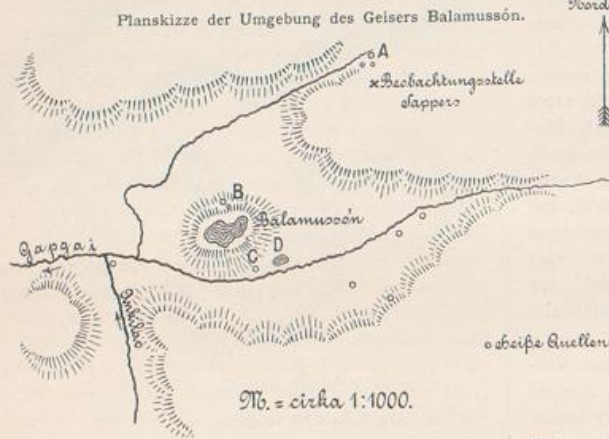 Planskizze der Umgebung des Geisers Balamussón.
Nord
A
×Beobachtungsstelle
Sappers
B
Balamussón
Gapgai
C
D
o Heiße Quellen
M. = cirka 1:1000.